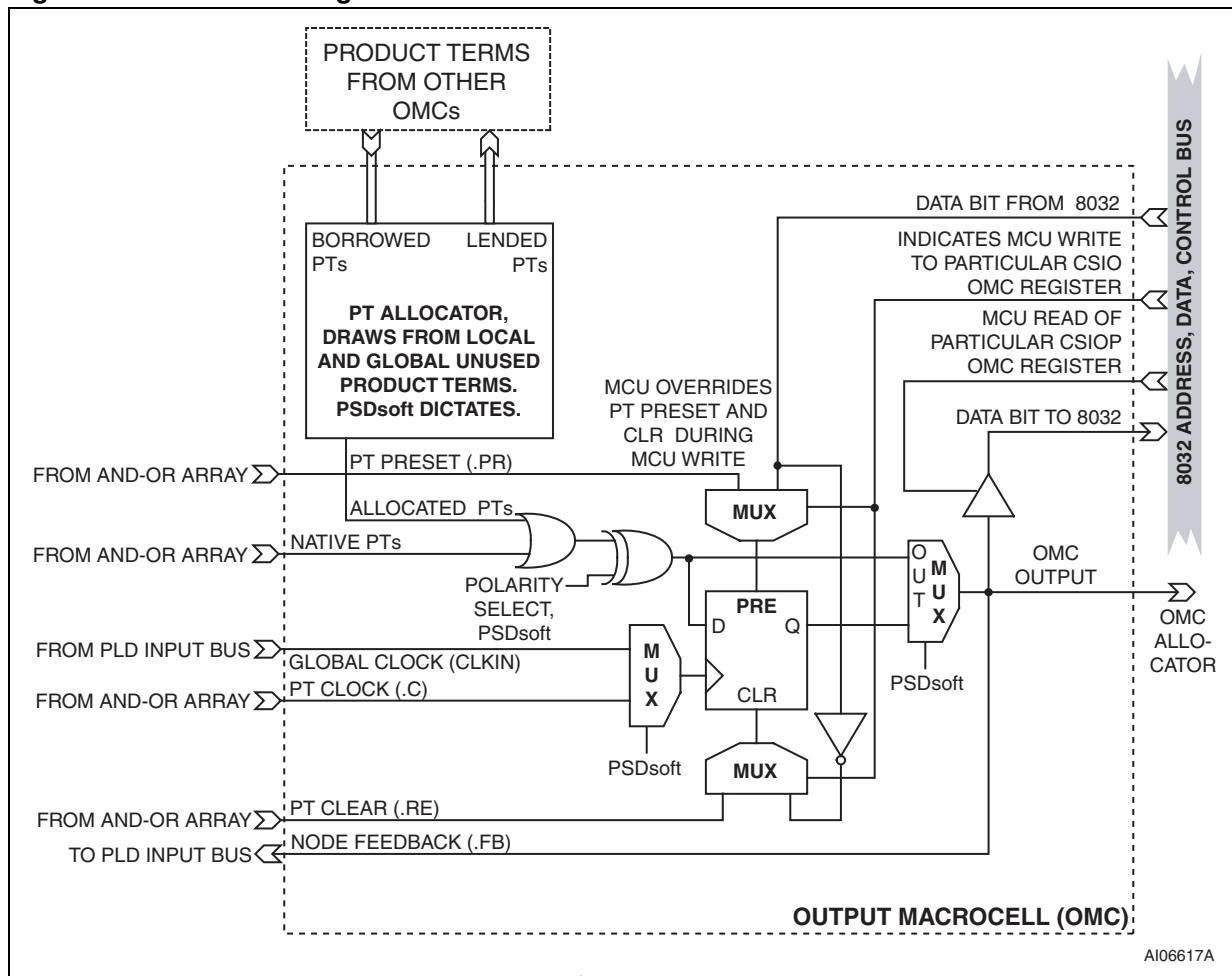 PRODUCT TERMS
FROM OTHER
OMCs
BORROWED PTs
LENDED PTs
PT ALLOCATOR,
DRAWS FROM LOCAL
AND GLOBAL UNUSED
PRODUCT TERMS.
PSDsoft DICTATES.
DATA BIT FROM 8032
INDICATES MCU WRITE
TO PARTICULAR CSIO
OMC REGISTER
MCU READ OF
PARTICULAR CSIOP
OMC REGISTER
DATA BIT TO 8032
8032 ADDRESS, DATA, CONTROL BUS
MCU OVERRIDES
PT PRESET AND
CLR DURING
MCU WRITE
FROM AND-OR ARRAY
PT PRESET (.PR)
MUX
ALLOCATED PTs
FROM AND-OR ARRAY
NATIVE PTs
POLARITY
SELECT,
PSDsoft
PRE
D
Q
CLR
OUT
MUX
PSDsoft
OMC
OUTPUT
OMC
ALLO-
CATOR
FROM PLD INPUT BUS
GLOBAL CLOCK (CLKIN)
FROM AND-OR ARRAY
PT CLOCK (.C)
MUX
PSDsoft
MUX
FROM AND-OR ARRAY
PT CLEAR (.RE)
TO PLD INPUT BUS
NODE FEEDBACK (.FB)
OUTPUT MACROCELL (OMC)
AI06617A